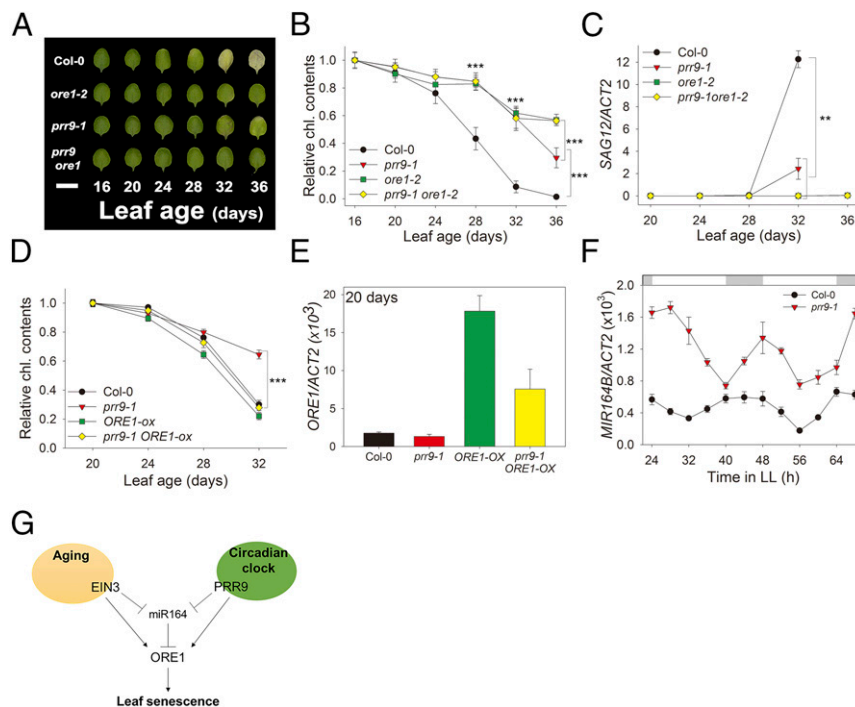 A
Col-0
ore1-2
prr9-1
prr9
ore1
16 20 24 28 32 36
Leaf age (days)
B
Relative chl. contents
1.0
0.8
0.6
0.4
0.2
0.0
***
***
***
***
Col-0
prr9-1
ore1-2
prr9-1 ore1-2
16 20 24 28 32 36
Leaf age (days)
C
SAG12/ACT2
12
10
8
6
4
2
0
Col-0
prr9-1
ore1-2
prr9-1ore1-2
**
20 24 28 32 36
Leaf age (days)
D
Relative chl. contents
1.0
0.8
0.6
0.4
0.2
0.0
***
Col-0
prr9-1
ORE1-ox
prr9-1 ORE1-ox
20 24 28 32
Leaf age (days)
E
ORE1/ACT2 (x10³)
20 days
20
15
10
5
0
Col-0
prr9-1
ORE1-OX
prr9-1
ORE1-OX
F
MIR164B/ACT2 (x10³)
2.0
1.6
1.2
0.8
0.4
0.0
Col-0
prr9-1
24 32 40 48 56 64
Time in LL (h)
G
Aging
Circadian
clock
EIN3
PRR9
miR164
ORE1
Leaf senescence